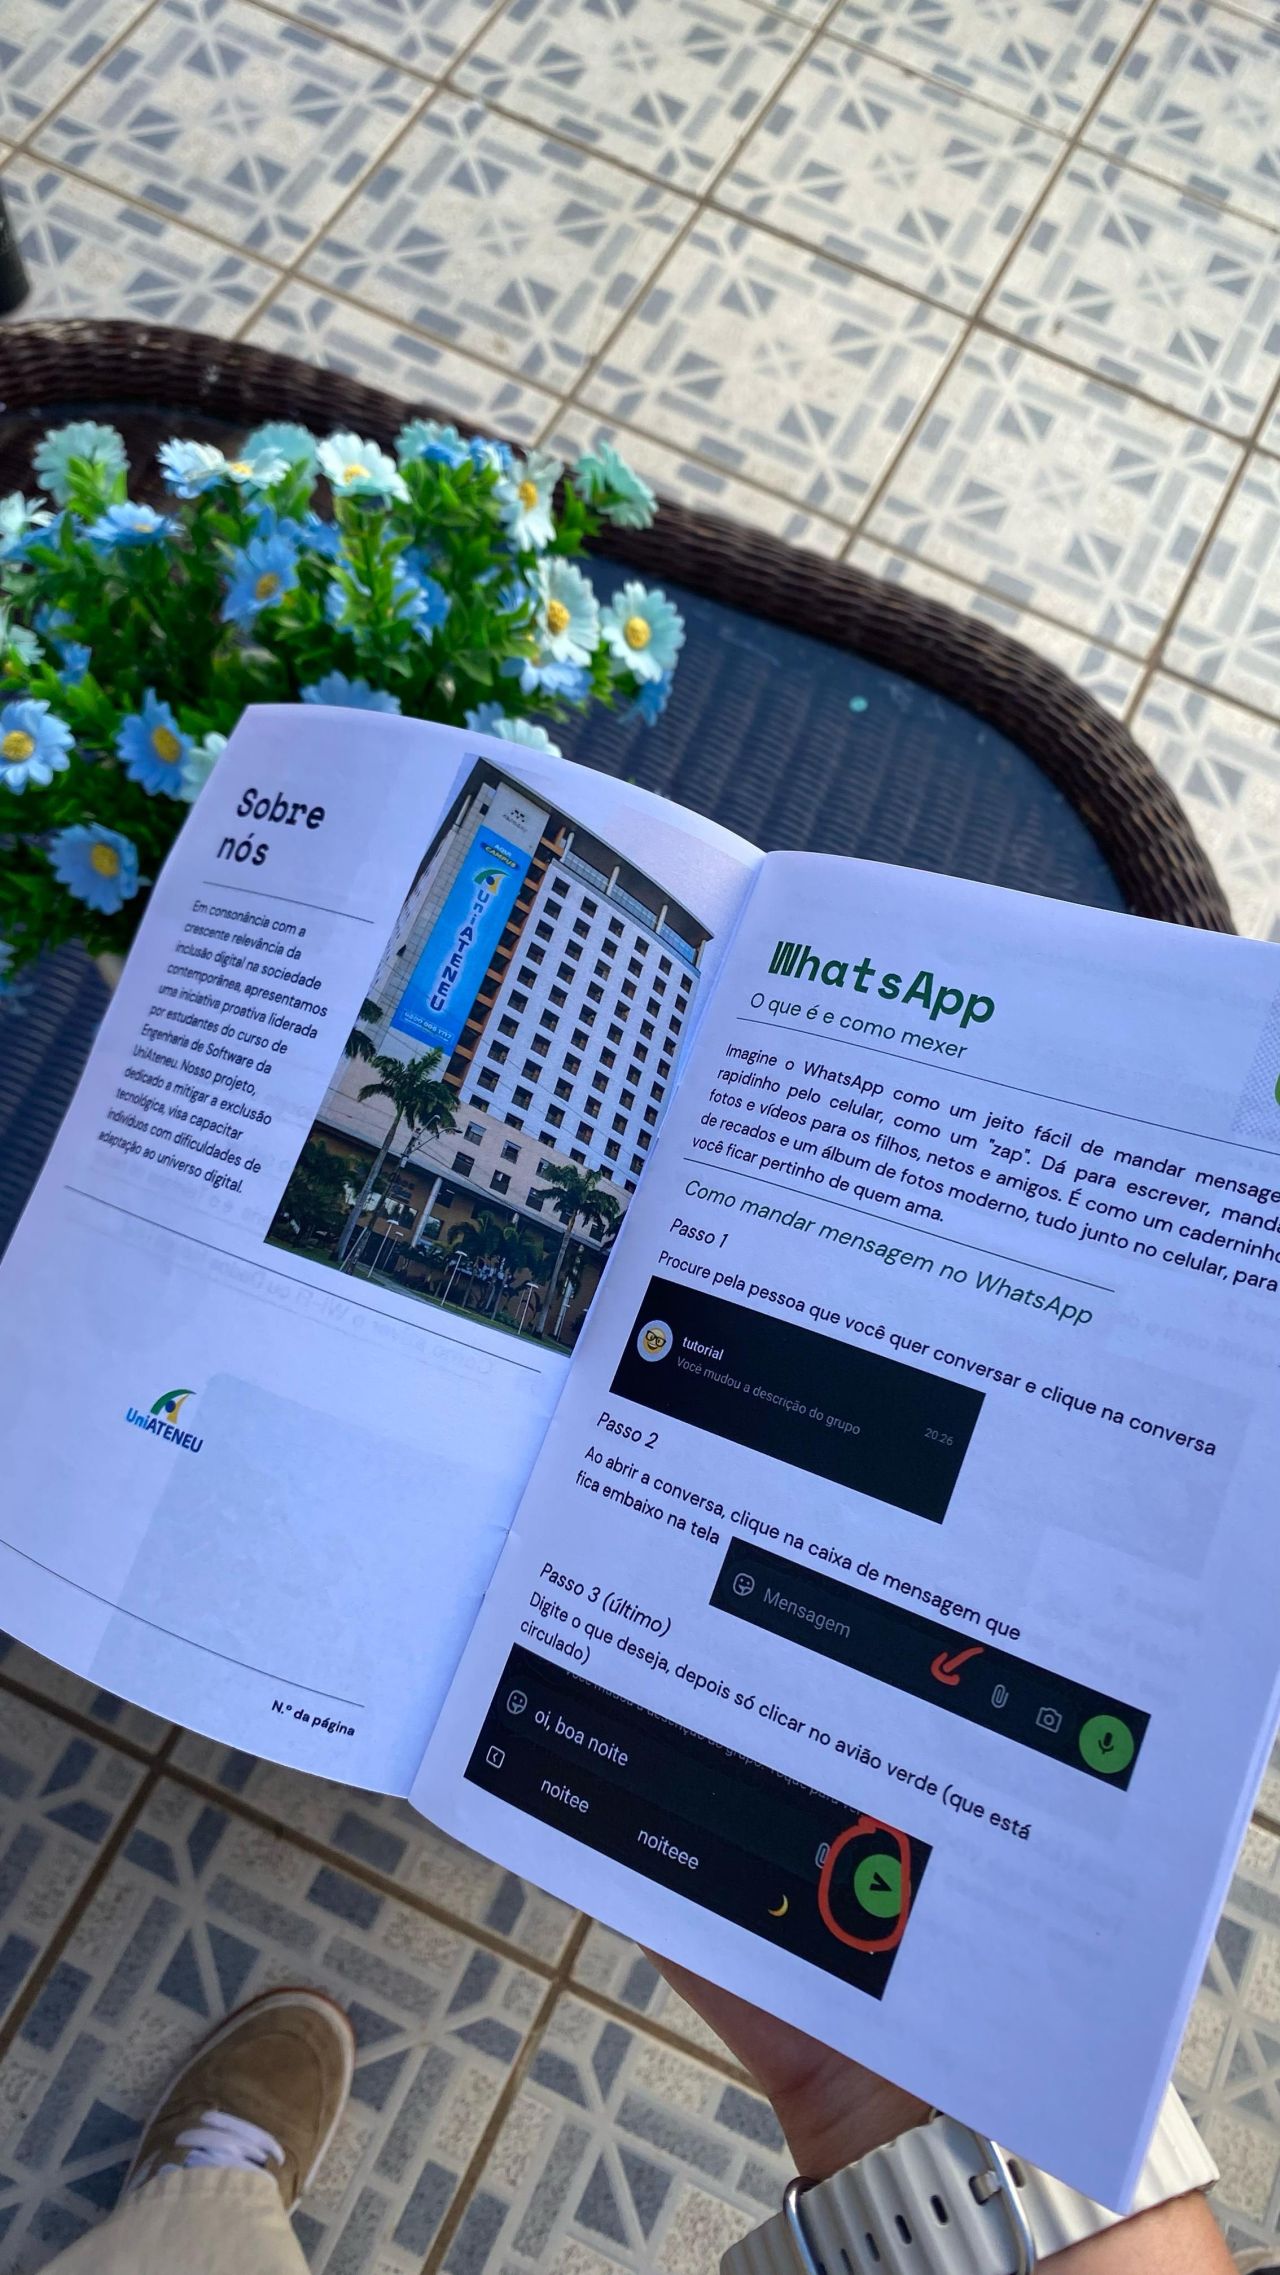 Sobre
nós
Em consonância com a
crescente relevância da
inclusão digital na sociedade
contemporânea, apresentamos
uma iniciativa proativa liderada
por estudantes do curso de
Engenharia de Software da
UniAteneu. Nosso projeto,
dedicado a mitigar a exclusão
tecnológica, visa capacitar
indivíduos com dificuldades de
adaptação ao universo digital.
AQUI
CAMPUS
UniATENEU
UniATENEU
N.º da página
WhatsApp
O que é e como mexer
Imagine o WhatsApp como um jeito fácil de mandar mensage
rapidinho pelo celular, como um "zap". Dá para escrever, manda
fotos e vídeos para os filhos, netos e amigos. É como um caderninho
de recados e um álbum de fotos moderno, tudo junto no celular, para
você ficar pertinho de quem ama.
Como mandar mensagem no WhatsApp
Passo 1
Procure pela pessoa que você quer conversar e clique na conversa
tutorial
Você mudou a descrição do grupo
20:26
Passo 2
Ao abrir a conversa, clique na caixa de mensagem que
fica embaixo na tela
Mensagem
Passo 3 (último)
Digite o que deseja, depois só clicar no avião verde (que está
circulado)
oi, boa noite
noitee
noiteee